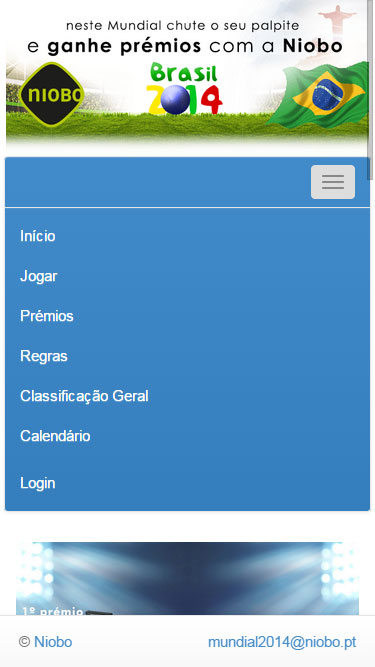 neste Mundial chute o seu palpite
e ganhe prémios com a Niobo
NIOBO
Brasil
2014
Início
Jogar
Prémios
Regras
Classificação Geral
Calendário
Login
1º prémio
© Niobo
mundial2014@niobo.pt